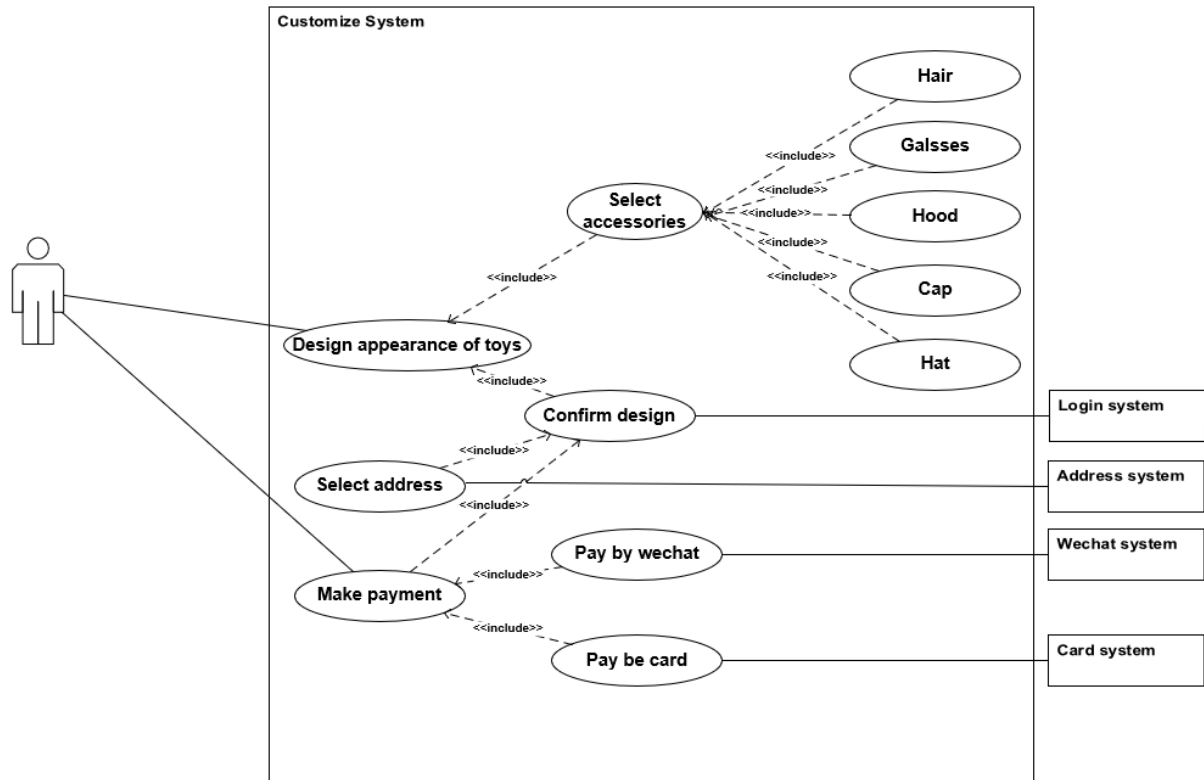 Customize System
Hair
<<include>>
Galsses
<<include>>
Select
accessories
<<include>>
Hood
<<include>>
<<include>>
Cap
<<include>>
Design appearance of toys
Hat
<<include>>
Confirm design
Login system
<<include>>
Select address
Address system
<<include>>
Pay by wechat
Wechat system
<<include>>
Make payment
<<include>>
Pay be card
Card system